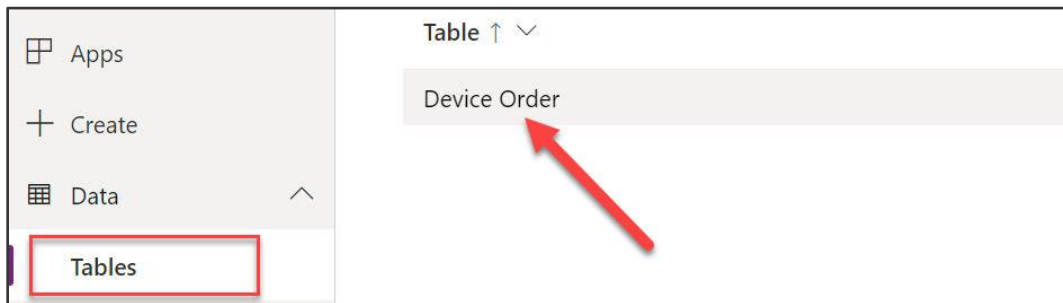 Apps
Create
Data
Tables
Table ↑
Device Order